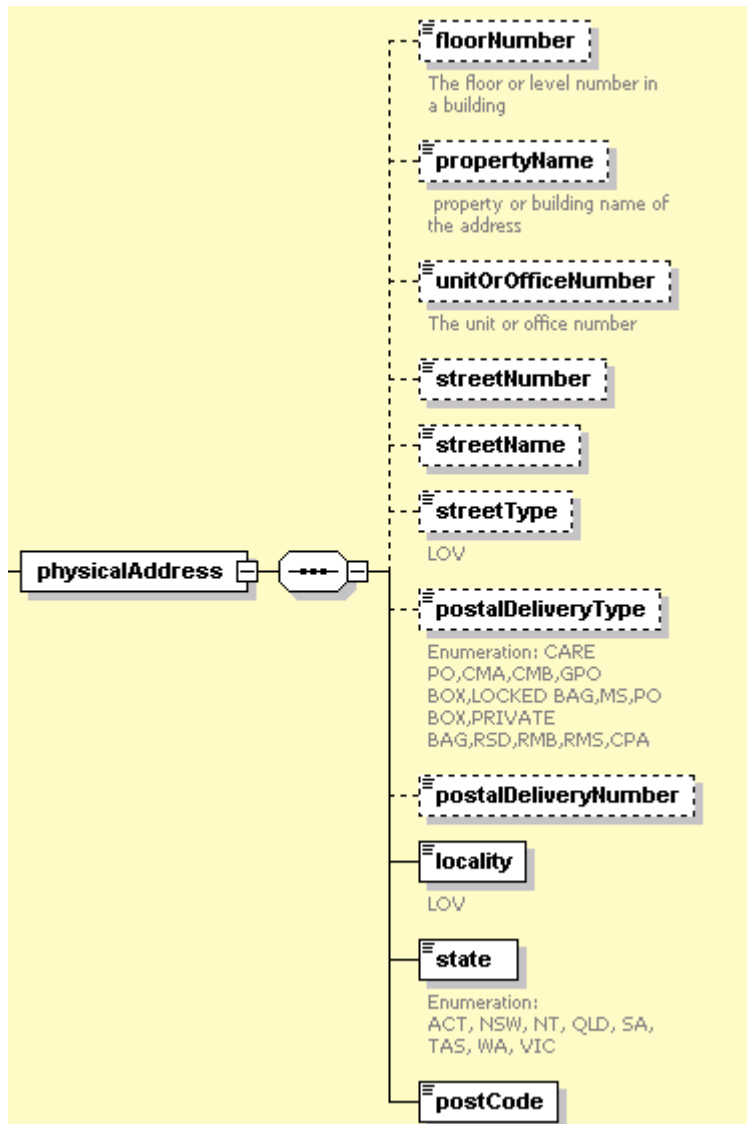 floorNumber
The floor or level number in
a building
propertyName
property or building name of
the address
unitOrOfficeNumber
The unit or office number
streetNumber
streetName
streetType
LOV
physicalAddress
postalDeliveryType
Enumeration: CARE
PO,CMA,CMB,GPO
BOX,LOCKED BAG,MS,PO
BOX,PRIVATE
BAG,RSD,RMB,RMS,CPA
postalDeliveryNumber
locality
LOV
state
Enumeration:
ACT, NSW, NT, QLD, SA,
TAS, WA, VIC
postCode